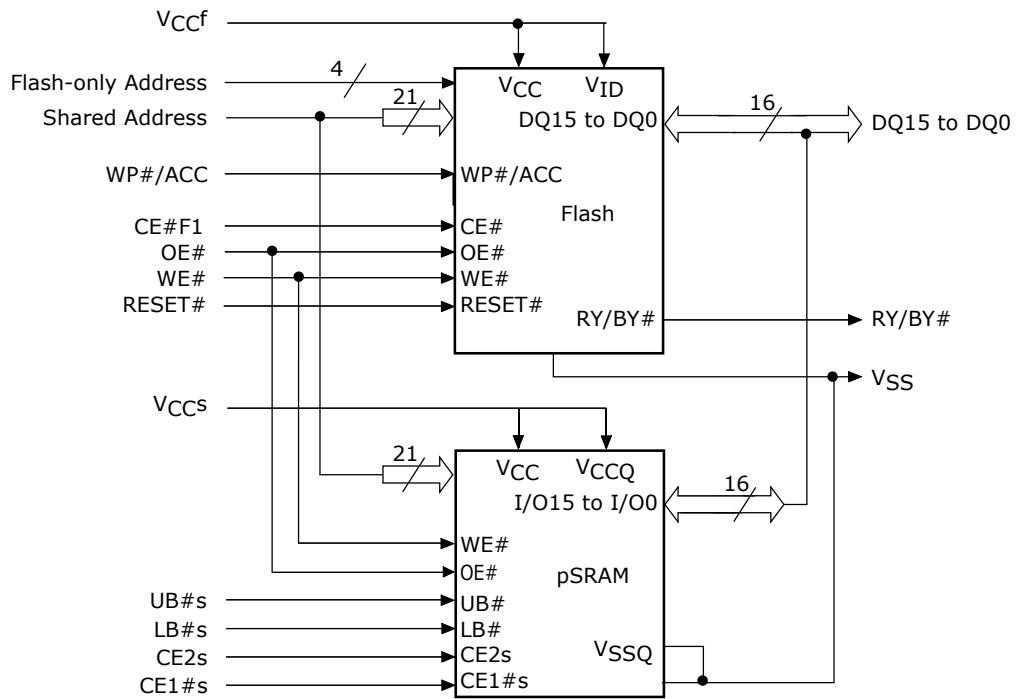 VCCf
Flash-only Address
4
VCC
VID
Shared Address
21
DQ15 to DQ0
16
DQ15 to DQ0
WP#/ACC
WP#/ACC
Flash
CE#F1
CE#
OE#
OE#
WE#
WE#
RESET#
RESET#
RY/BY#
RY/BY#
VSS
VCCs
21
VCC
VCCQ
I/O15 to I/O0
16
WE#
OE#
pSRAM
UB#s
UB#
LB#s
LB#
CE2s
CE2s
VSSQ
CE1#s
CE1#s